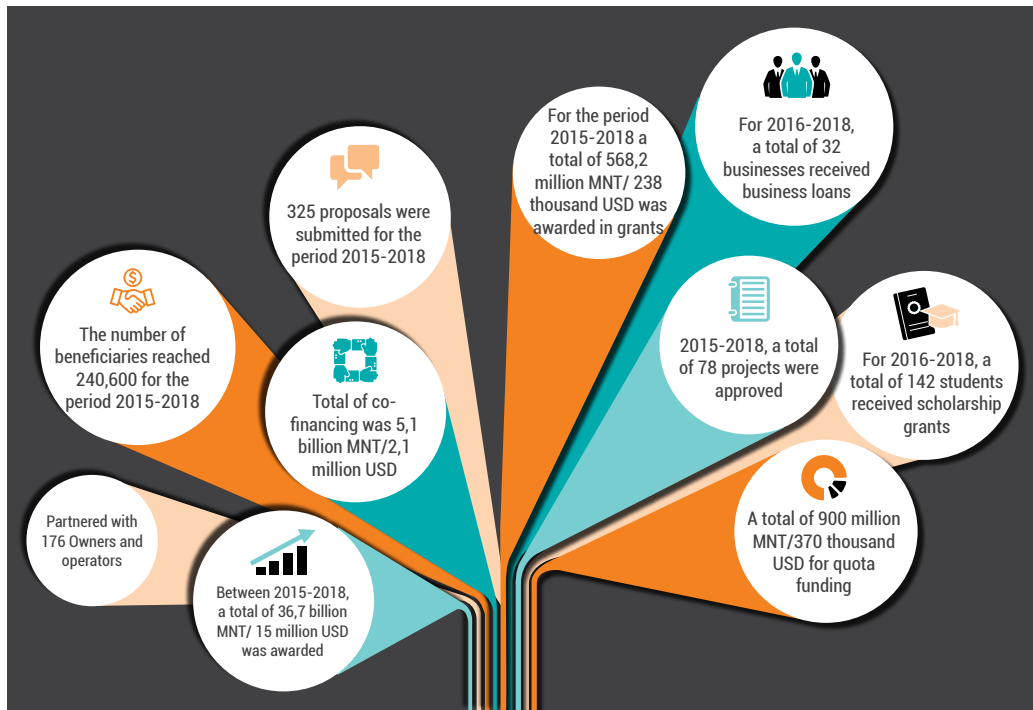 For 2016-2018,
a total of 32
businesses received
business loans
For the period
2015-2018 a
total of 568,2
million MNT/ 238
thousand USD was
awarded in grants
325 proposals were
submitted for the
period 2015-2018
The number of
beneficiaries reached
240,600 for the
period 2015-2018
$
Total of co-
financing was 5,1
billion MNT/2,1
million USD
2015-2018, a total
of 78 projects were
approved
For 2016-2018, a
total of 142 students
received scholarship
grants
Partnered with
176 Owners and
operators
Between 2015-2018,
a total of 36,7 billion
MNT/ 15 million USD
was awarded
A total of 900 million
MNT/370 thousand
USD for quota
funding